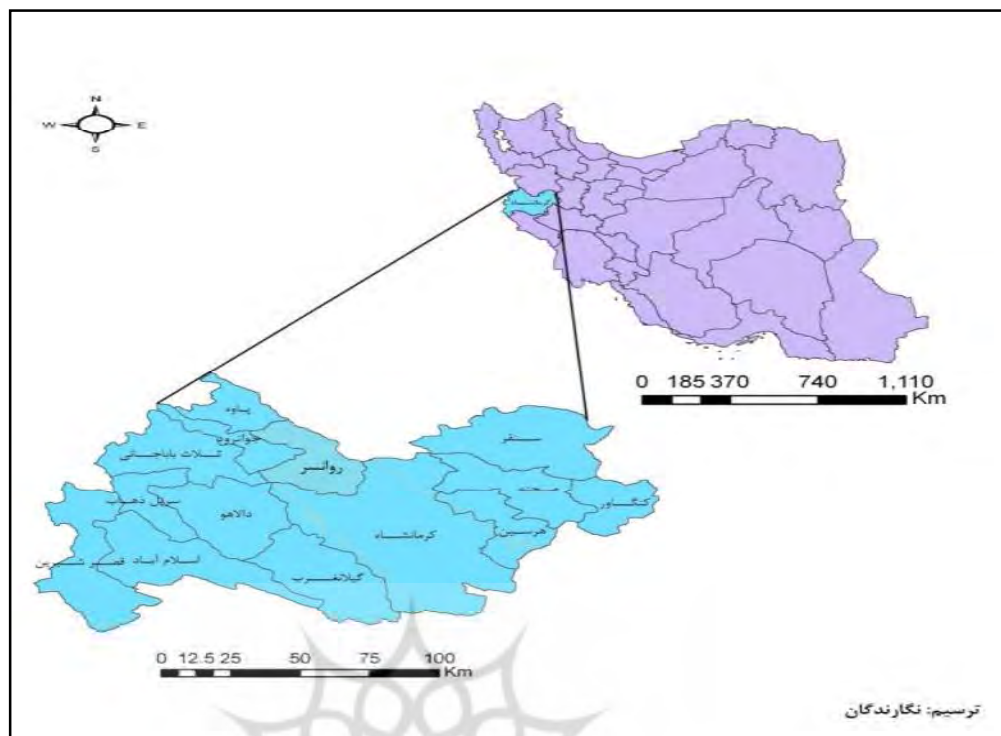 N
W E
S
کرمانشاه
0 185 370 740 1,110
Km
پاوه
جوانرود
ثلاث باباجانی
روانسر
سنقر
صحنه
کنگاور
سرپل ذهاب
دالاهو
کرمانشاه
هرسین
قصر شیرین
اسلام آباد
گیلانغرب
0 12.5 25 50 75 100
Km
ترسیم: نگارندگان